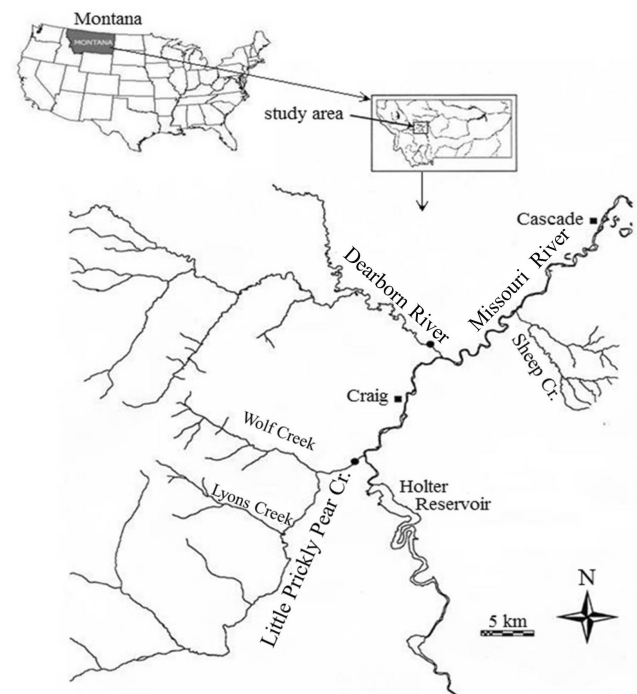 Montana
MONTANA
study area
Cascade
Dearborn River
Missouri River
Sheep Cr.
Craig
Wolf Creek
Lyons Creek
Little Prickly Pear Cr.
Holter
Reservoir
N
5 km